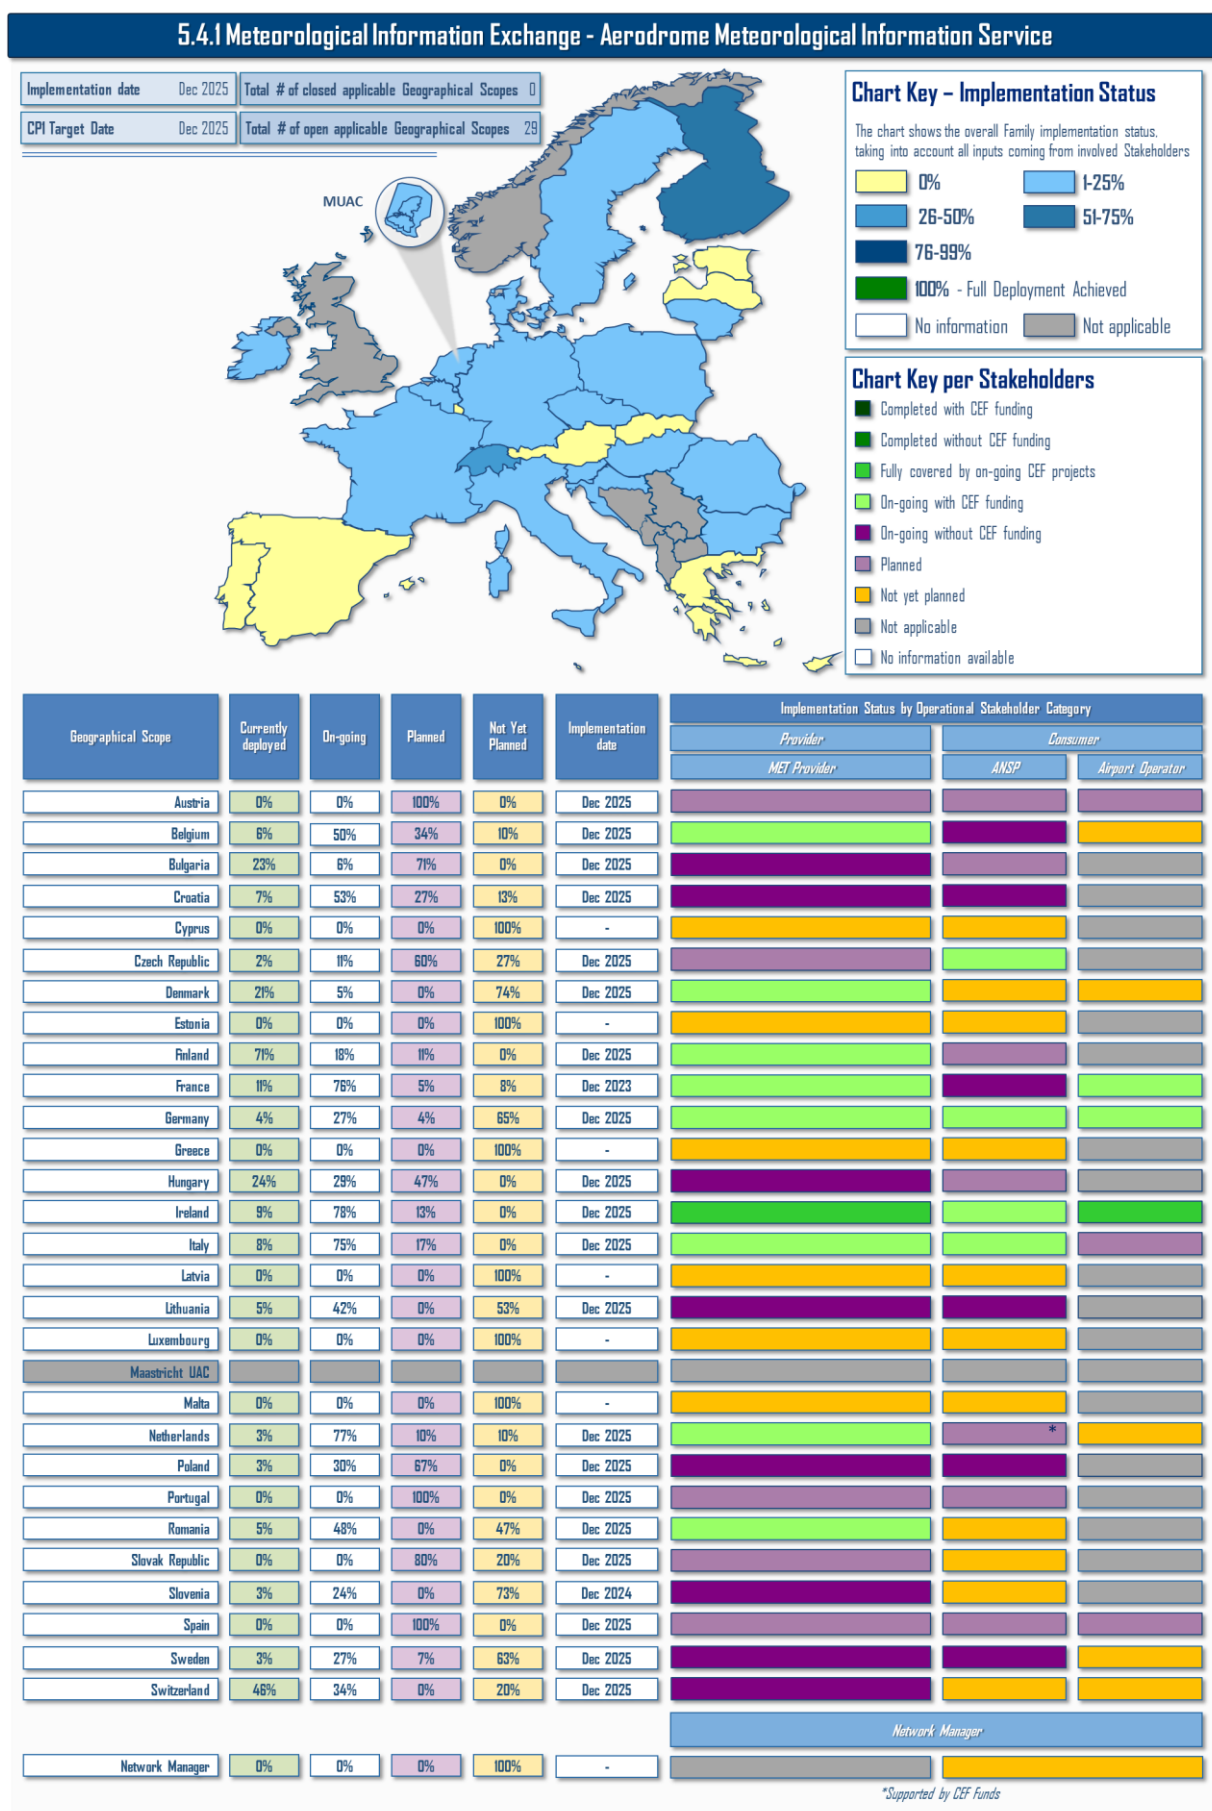 5.4.1 Meteorological Information Exchange - Aerodrome Meteorological Information Service
Implementation date Dec 2025 Total # of closed applicable Geographical Scopes 0
CPI Target Date Dec 2025 Total # of open applicable Geographical Scopes 29
MUAC
Chart Key – Implementation Status
The chart shows the overall Family implementation status,
taking into account all inputs coming from involved Stakeholders
0% 1-25%
26-50% 51-75%
76-99%
100% - Full Deployment Achieved
No information Not applicable
Chart Key per Stakeholders
Completed with CEF funding
Completed without CEF funding
Fully covered by on-going CEF projects
On-going with CEF funding
On-going without CEF funding
Planned
Not yet planned
Not applicable
No information available
Geographical Scope Currently deployed On-going Planned Not Yet Planned Implementation date Implementation Status by Operational Stakeholder Category
Provider Consumer
MET Provider ANSP Airport Operator
Austria 0% 0% 100% 0% Dec 2025
Belgium 6% 50% 34% 10% Dec 2025
Bulgaria 23% 6% 71% 0% Dec 2025
Croatia 7% 53% 27% 13% Dec 2025
Cyprus 0% 0% 0% 100% -
Czech Republic 2% 11% 60% 27% Dec 2025
Denmark 21% 5% 0% 74% Dec 2025
Estonia 0% 0% 0% 100% -
Finland 71% 18% 11% 0% Dec 2025
France 11% 76% 5% 8% Dec 2023
Germany 4% 27% 4% 65% Dec 2025
Greece 0% 0% 0% 100% -
Hungary 24% 29% 47% 0% Dec 2025
Ireland 9% 78% 13% 0% Dec 2025
Italy 8% 75% 17% 0% Dec 2025
Latvia 0% 0% 0% 100% -
Lithuania 5% 42% 0% 53% Dec 2025
Luxembourg 0% 0% 0% 100% -
Maastricht UAC
Malta 0% 0% 0% 100% -
Netherlands 3% 77% 10% 10% Dec 2025 *
Poland 3% 30% 67% 0% Dec 2025
Portugal 0% 0% 100% 0% Dec 2025
Romania 5% 48% 0% 47% Dec 2025
Slovak Republic 0% 0% 80% 20% Dec 2025
Slovenia 3% 24% 0% 73% Dec 2024
Spain 0% 0% 100% 0% Dec 2025
Sweden 3% 27% 7% 63% Dec 2025
Switzerland 46% 34% 0% 20% Dec 2025
Network Manager
Network Manager 0% 0% 0% 100% -
*Supported by CEF Funds